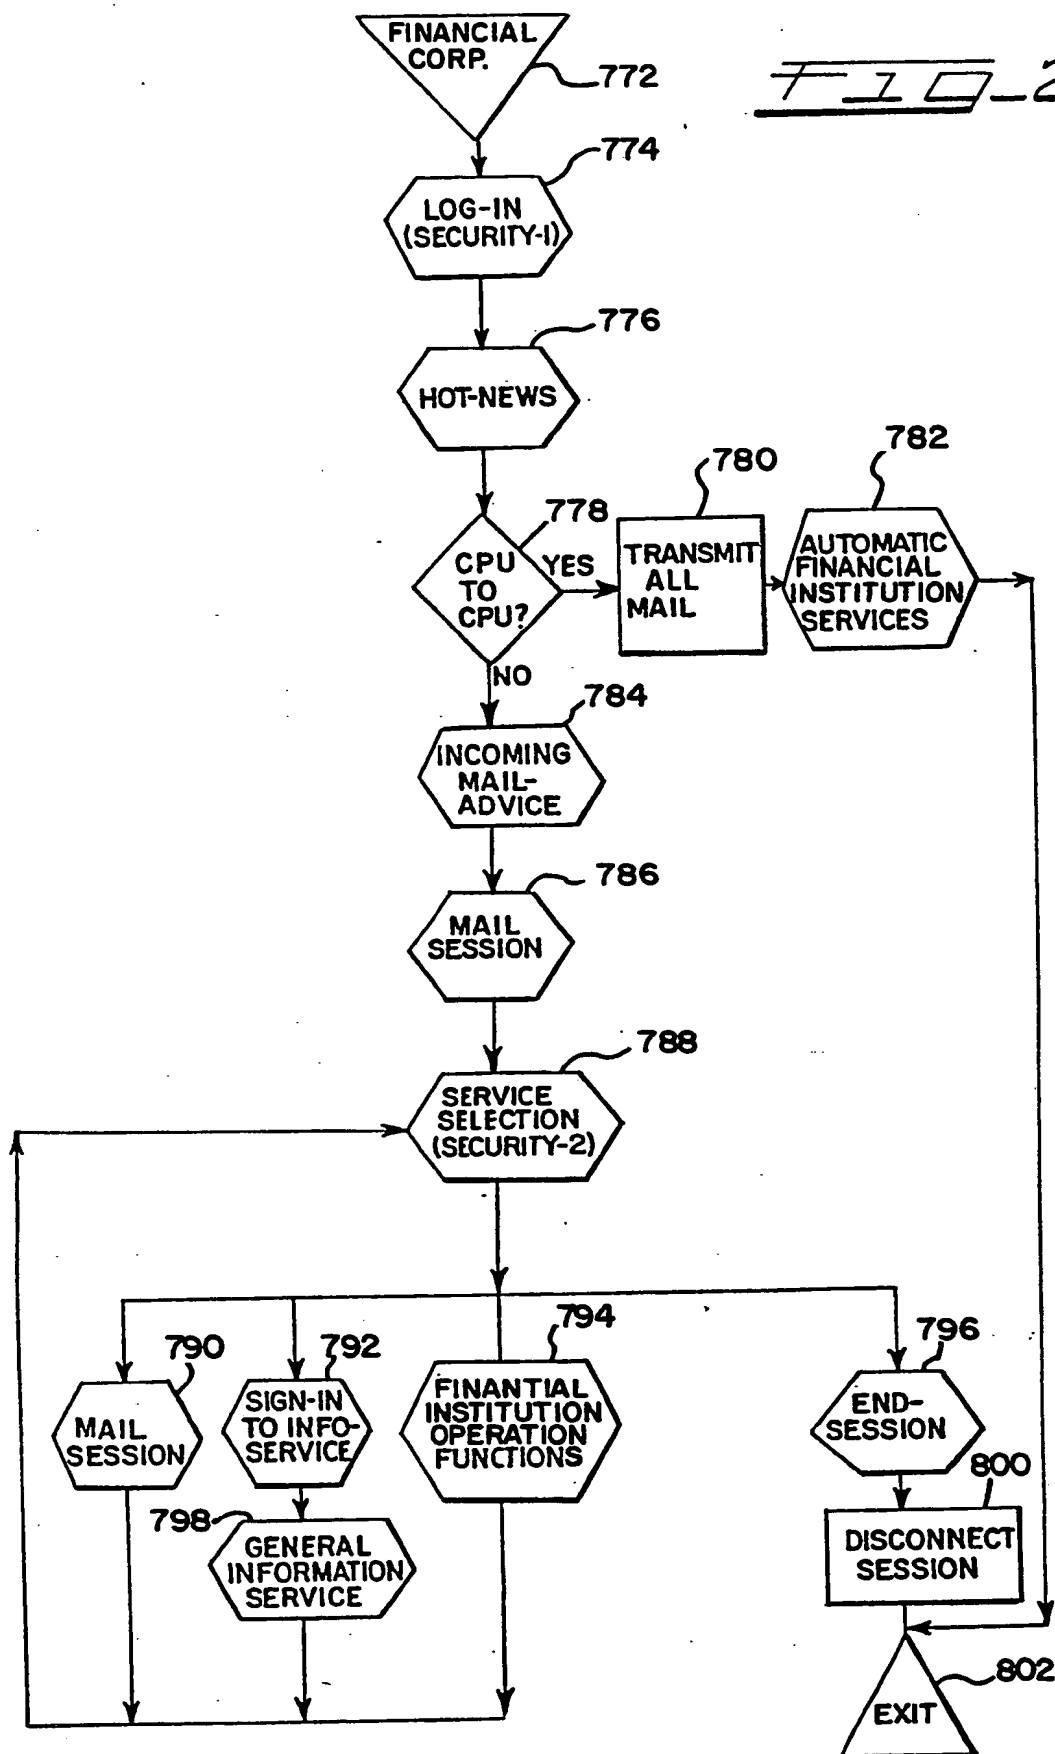 FINANCIAL
CORP.
772
FIG_2
774
LOG-IN
(SECURITY-1)
776
HOT-NEWS
778
CPU
TO
CPU?
YES
780
TRANSMIT
ALL
MAIL
782
AUTOMATIC
FINANCIAL
INSTITUTION
SERVICES
NO
784
INCOMING
MAIL-
ADVICE
786
MAIL
SESSION
788
SERVICE
SELECTION
(SECURITY-2)
790
MAIL
SESSION
792
SIGN-IN
TO INFO-
SERVICE
794
FINANTIAL
INSTITUTION
OPERATION
FUNCTIONS
796
END-
SESSION
798
GENERAL
INFORMATION
SERVICE
800
DISCONNECT
SESSION
802
EXIT